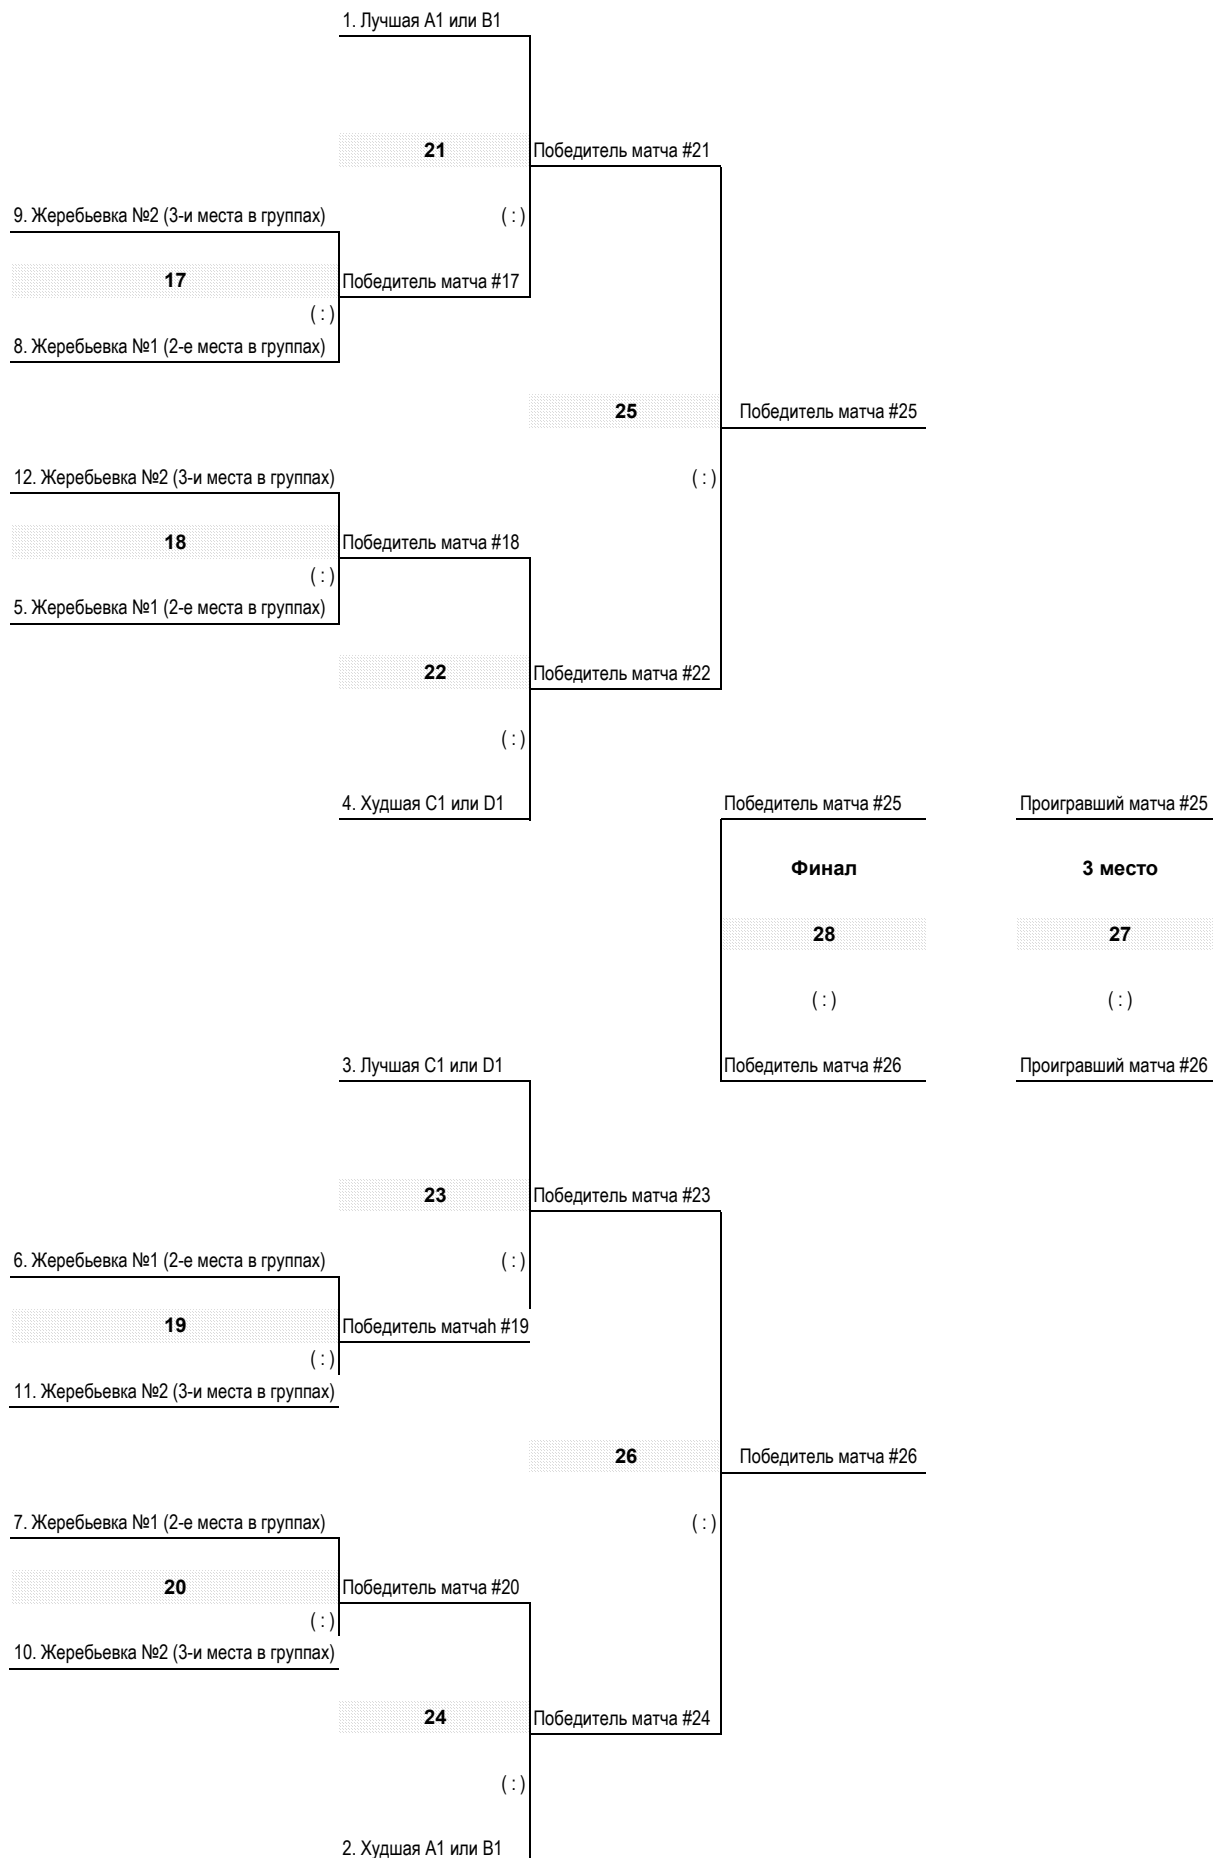 1. Лучшая A1 или B1
21
Победитель матча #21
9. Жеребьевка №2 (3-и места в группах)
( : )
17
Победитель матча #17
( : )
8. Жеребьевка №1 (2-е места в группах)
25
Победитель матча #25
12. Жеребьевка №2 (3-и места в группах)
( : )
18
Победитель матча #18
( : )
5. Жеребьевка №1 (2-е места в группах)
22
Победитель матча #22
( : )
4. Худшая C1 или D1
Победитель матча #25
Проигравший матча #25
Финал
3 место
28
27
( : )
( : )
3. Лучшая C1 или D1
Победитель матча #26
Проигравший матча #26
23
Победитель матча #23
6. Жеребьевка №1 (2-е места в группах)
( : )
19
Победитель матчаh #19
( : )
11. Жеребьевка №2 (3-и места в группах)
26
Победитель матча #26
7. Жеребьевка №1 (2-е места в группах)
( : )
20
Победитель матча #20
( : )
10. Жеребьевка №2 (3-и места в группах)
24
Победитель матча #24
( : )
2. Худшая A1 или B1